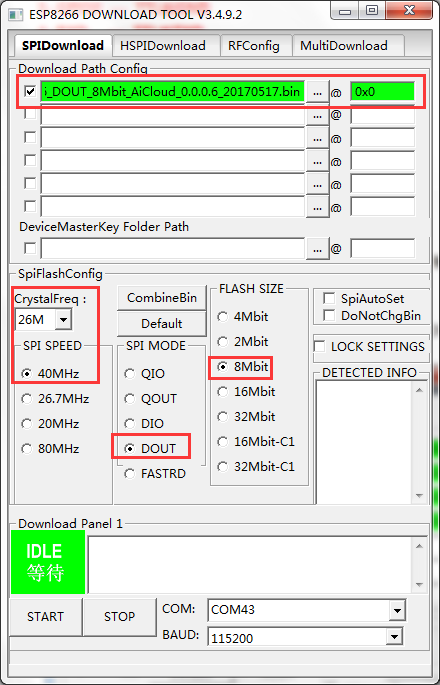 ESP8266 DOWNLOAD TOOL V3.4.9.2
SPIDownload HSPIDownload RFConfig MultiDownload
Download Path Config
_DOUT_8Mbit_AiCloud_0.0.0.6_20170517.bin ... @ 0x0
... @
... @
... @
... @
... @
DeviceMasterKey Folder Path
... @
SpiFlashConfig
CrystalFreq :
26M
CombineBin
Default
SPI SPEED
40MHz
26.7MHz
20MHz
80MHz
SPI MODE
QIO
QOUT
DIO
DOUT
FASTRD
FLASH SIZE
4Mbit
2Mbit
8Mbit
16Mbit
32Mbit
16Mbit-C1
32Mbit-C1
SpiAutoSet
DoNotChgBin
LOCK SETTINGS
DETECTED INFO
Download Panel 1
IDLE
等待
START STOP
COM: COM43
BAUD: 115200